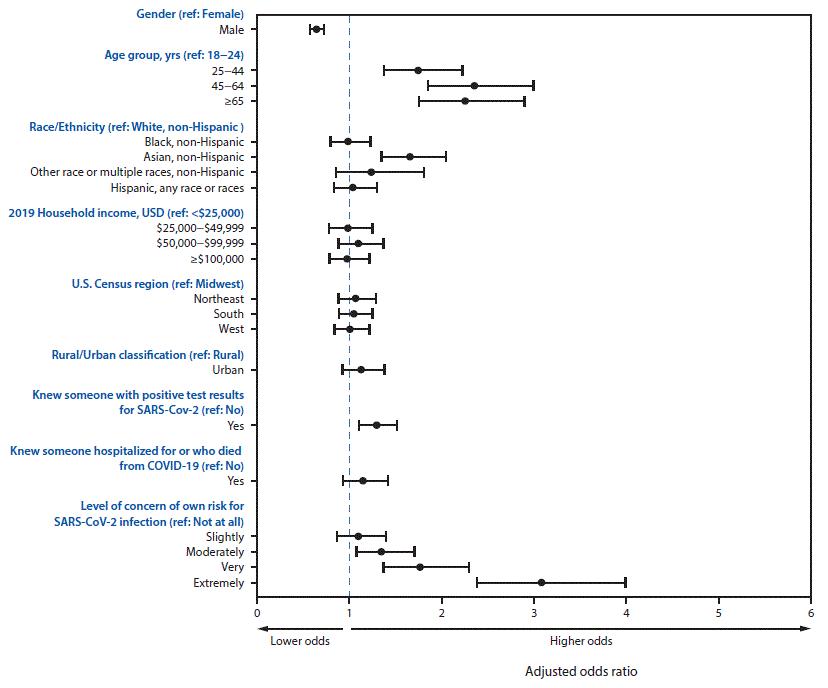 Gender (ref: Female)
Male
Age group, yrs (ref: 18–24)
25–44
45–64
≥65
Race/Ethnicity (ref: White, non-Hispanic )
Black, non-Hispanic
Asian, non-Hispanic
Other race or multiple races, non-Hispanic
Hispanic, any race or races
2019 Household income, USD (ref: <$25,000)
$25,000–$49,999
$50,000–$99,999
≥$100,000
U.S. Census region (ref: Midwest)
Northeast
South
West
Rural/Urban classification (ref: Rural)
Urban
Knew someone with positive test results
for SARS-Cov-2 (ref: No)
Yes
Knew someone hospitalized for or who died
from COVID-19 (ref: No)
Yes
Level of concern of own risk for
SARS-CoV-2 infection (ref: Not at all)
Slightly
Moderately
Very
Extremely
0 1 2 3 4 5 6
Lower odds Higher odds
Adjusted odds ratio